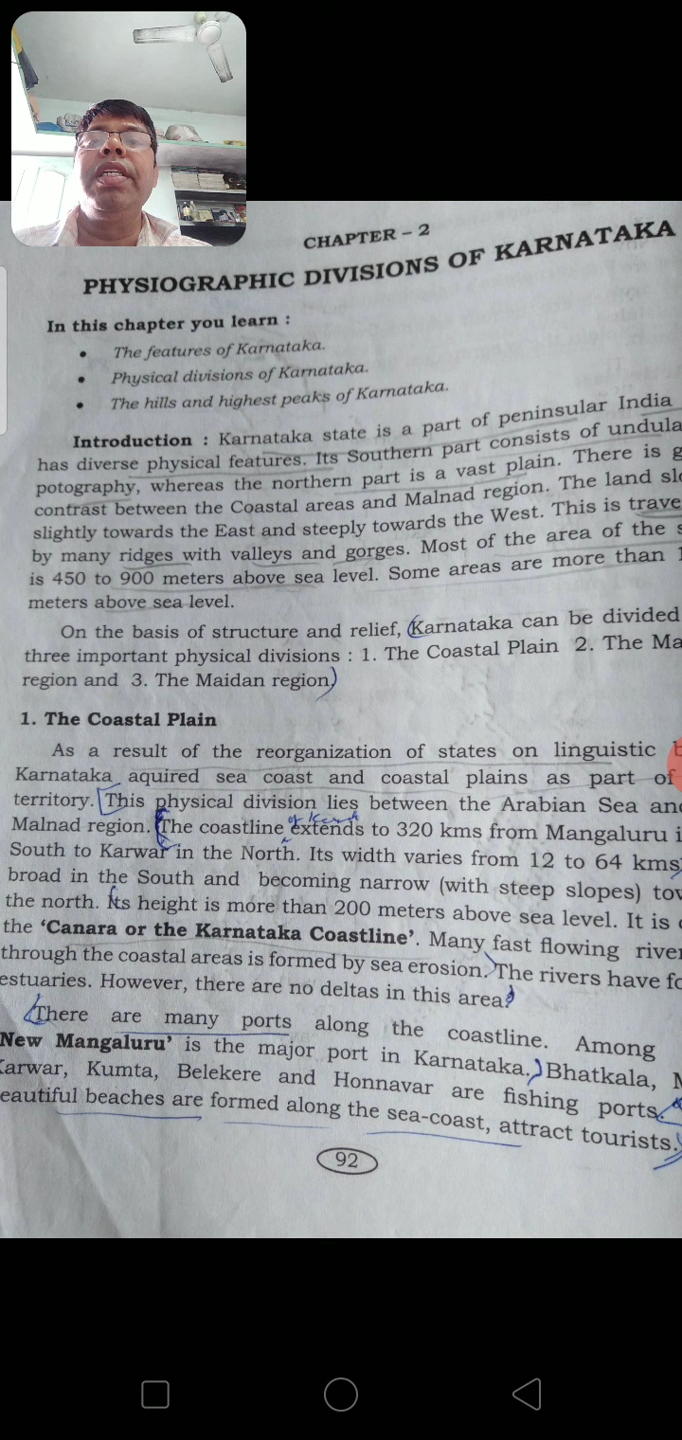 CHAPTER – 2
PHYSIOGRAPHIC DIVISIONS OF KARNATAKA
In this chapter you learn :
• The features of Karnataka.
• Physical divisions of Karnataka.
• The hills and highest peaks of Karnataka.
Introduction : Karnataka state is a part of peninsular India
has diverse physical features. Its Southern part consists of undula
potography, whereas the northern part is a vast plain. There is g
contrast between the Coastal areas and Malnad region. The land slo
slightly towards the East and steeply towards the West. This is trave
by many ridges with valleys and gorges. Most of the area of the s
is 450 to 900 meters above sea level. Some areas are more than 1
meters above sea level.
On the basis of structure and relief, (Karnataka can be divided
three important physical divisions : 1. The Coastal Plain 2. The Ma
region and 3. The Maidan region)
1. The Coastal Plain
As a result of the reorganization of states on linguistic b
Karnataka aquired sea coast and coastal plains as part of
territory. [This physical division lies between the Arabian Sea and
Malnad region. The coastline extends to 320 kms from Mangaluru i
South to Karwar in the North. Its width varies from 12 to 64 kms
broad in the South and becoming narrow (with steep slopes) tow
the north. Its height is more than 200 meters above sea level. It is c
the ‘Canara or the Karnataka Coastline’. Many fast flowing river
through the coastal areas is formed by sea erosion. The rivers have fo
estuaries. However, there are no deltas in this area
There are many ports along the coastline. Among
New Mangaluru’ is the major port in Karnataka.) Bhatkala, M
Karwar, Kumta, Belekere and Honnavar are fishing ports.
eautiful beaches are formed along the sea-coast, attract tourists.
92